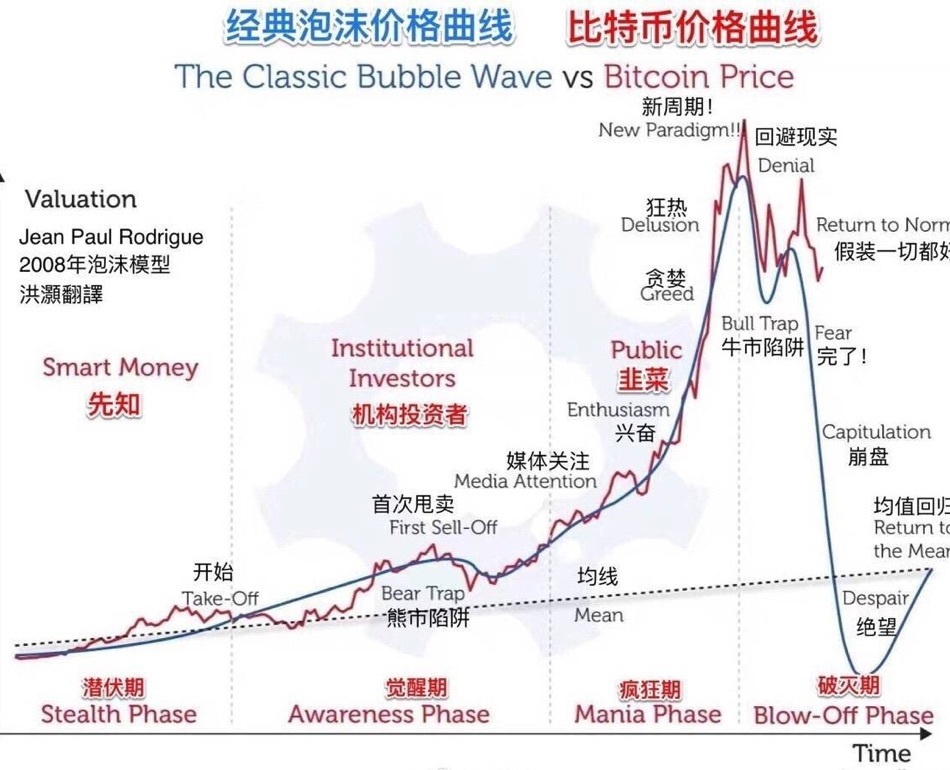 经典泡沫价格曲线 比特币价格曲线
The Classic Bubble Wave vs Bitcoin Price
新周期！
New Paradigm!!!
回避现实
Denial
Valuation
Jean Paul Rodrigue
2008年泡沫模型
洪灝翻譯
狂热
Delusion
Return to Norm
假装一切都好
贪婪
Greed
Bull Trap
牛市陷阱
Fear
完了！
Smart Money
先知
Institutional
Investors
机构投资者
Public
韭菜
Enthusiasm
兴奋
Capitulation
崩盘
媒体关注
Media Attention
首次甩卖
First Sell-Off
均值回归
Return to
the Mean
开始
Take-Off
Bear Trap
熊市陷阱
均线
Mean
Despair
绝望
潜伏期
Stealth Phase
觉醒期
Awareness Phase
疯狂期
Mania Phase
破灭期
Blow-Off Phase
Time